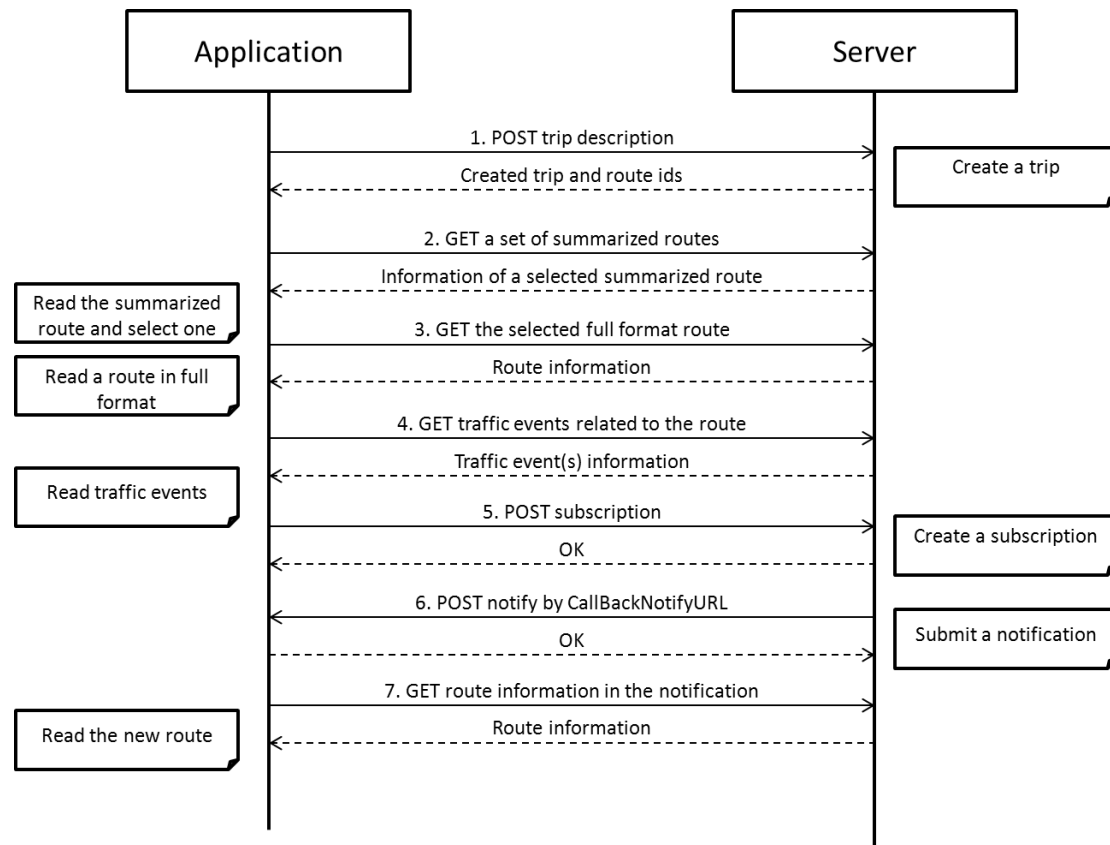 Application
Server
1. POST trip description
Create a trip
Created trip and route ids
2. GET a set of summarized routes
Information of a selected summarized route
Read the summarized
route and select one
3. GET the selected full format route
Route information
Read a route in full
format
4. GET traffic events related to the route
Traffic event(s) information
Read traffic events
5. POST subscription
Create a subscription
OK
6. POST notify by CallBackNotifyURL
Submit a notification
OK
7. GET route information in the notification
Route information
Read the new route